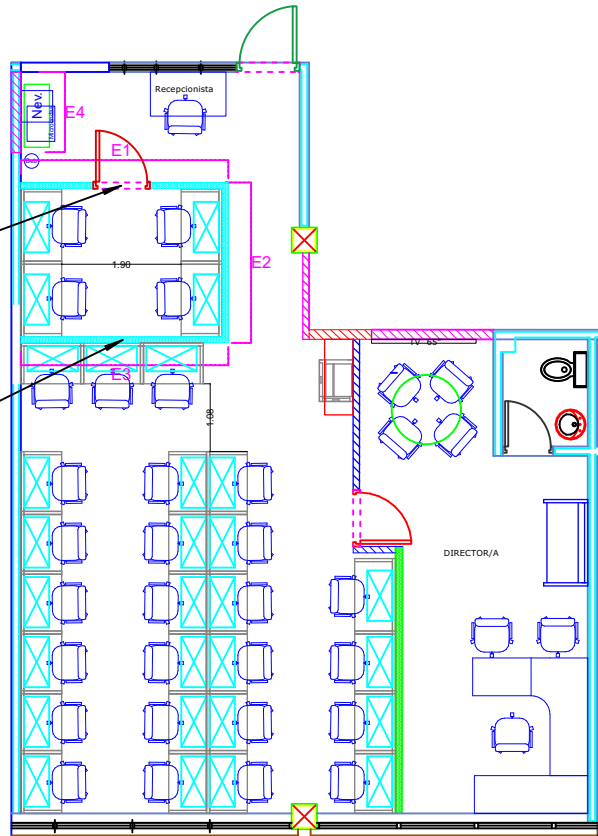 Recepcionista
Nev.
E4
E1
E2
1.90
E3
1.08
TV 65"
DIRECTOR/A